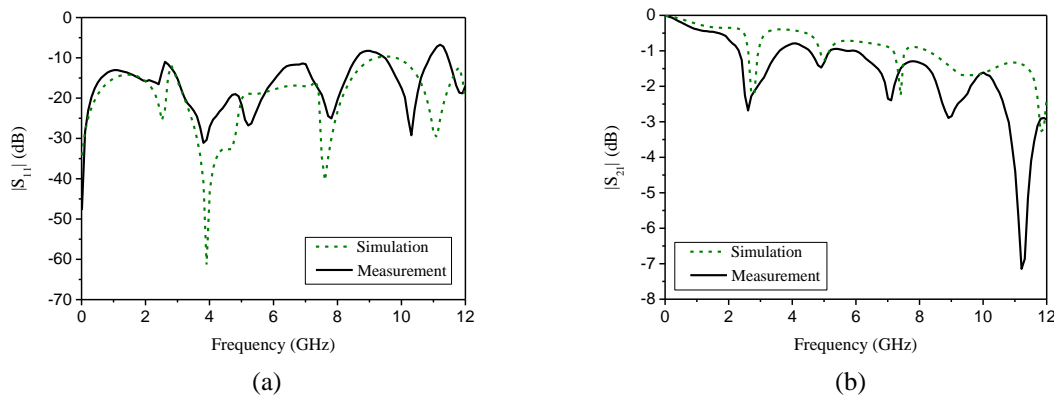 0
-10
-20
-30
-40
-50
-60
-70
|S11| (dB)
Simulation
Measurement
0 2 4 6 8 10 12
Frequency (GHz)
(a)
0
-1
-2
-3
-4
-5
-6
-7
-8
|S21| (dB)
Simulation
Measurement
0 2 4 6 8 10 12
Frequency (GHz)
(b)